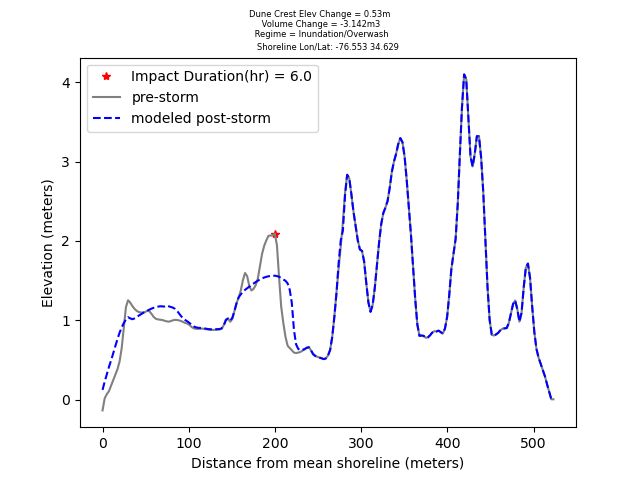 Dune Crest Elev Change = 0.53m
Volume Change = -3.142m3
Regime = Inundation/Overwash
Shoreline Lon/Lat: -76.553 34.629
Impact Duration(hr) = 6.0
pre-storm
modeled post-storm
4
3
2
1
0
Elevation (meters)
0 100 200 300 400 500
Distance from mean shoreline (meters)